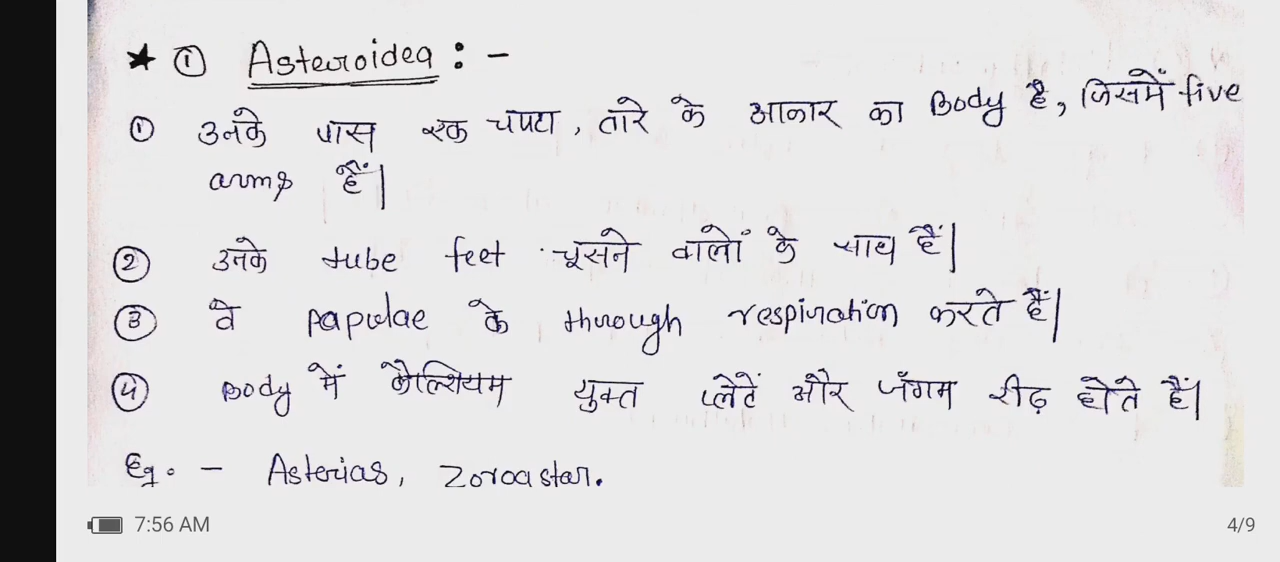 ★ ① Asteroidea : -
① उनके पास एक चपटा, तारे के आकार का Body है, जिसमें five
arms हैं।
② उनके tube feet चूसने वालों के साथ हैं।
③ वे papulae के through respiration करते हैं।
④ Body में कैल्शियम युक्त प्लेटें और जंगम रीढ़ होते हैं।
Eg. - Asterias, Zoroaster.
7:56 AM 4/9